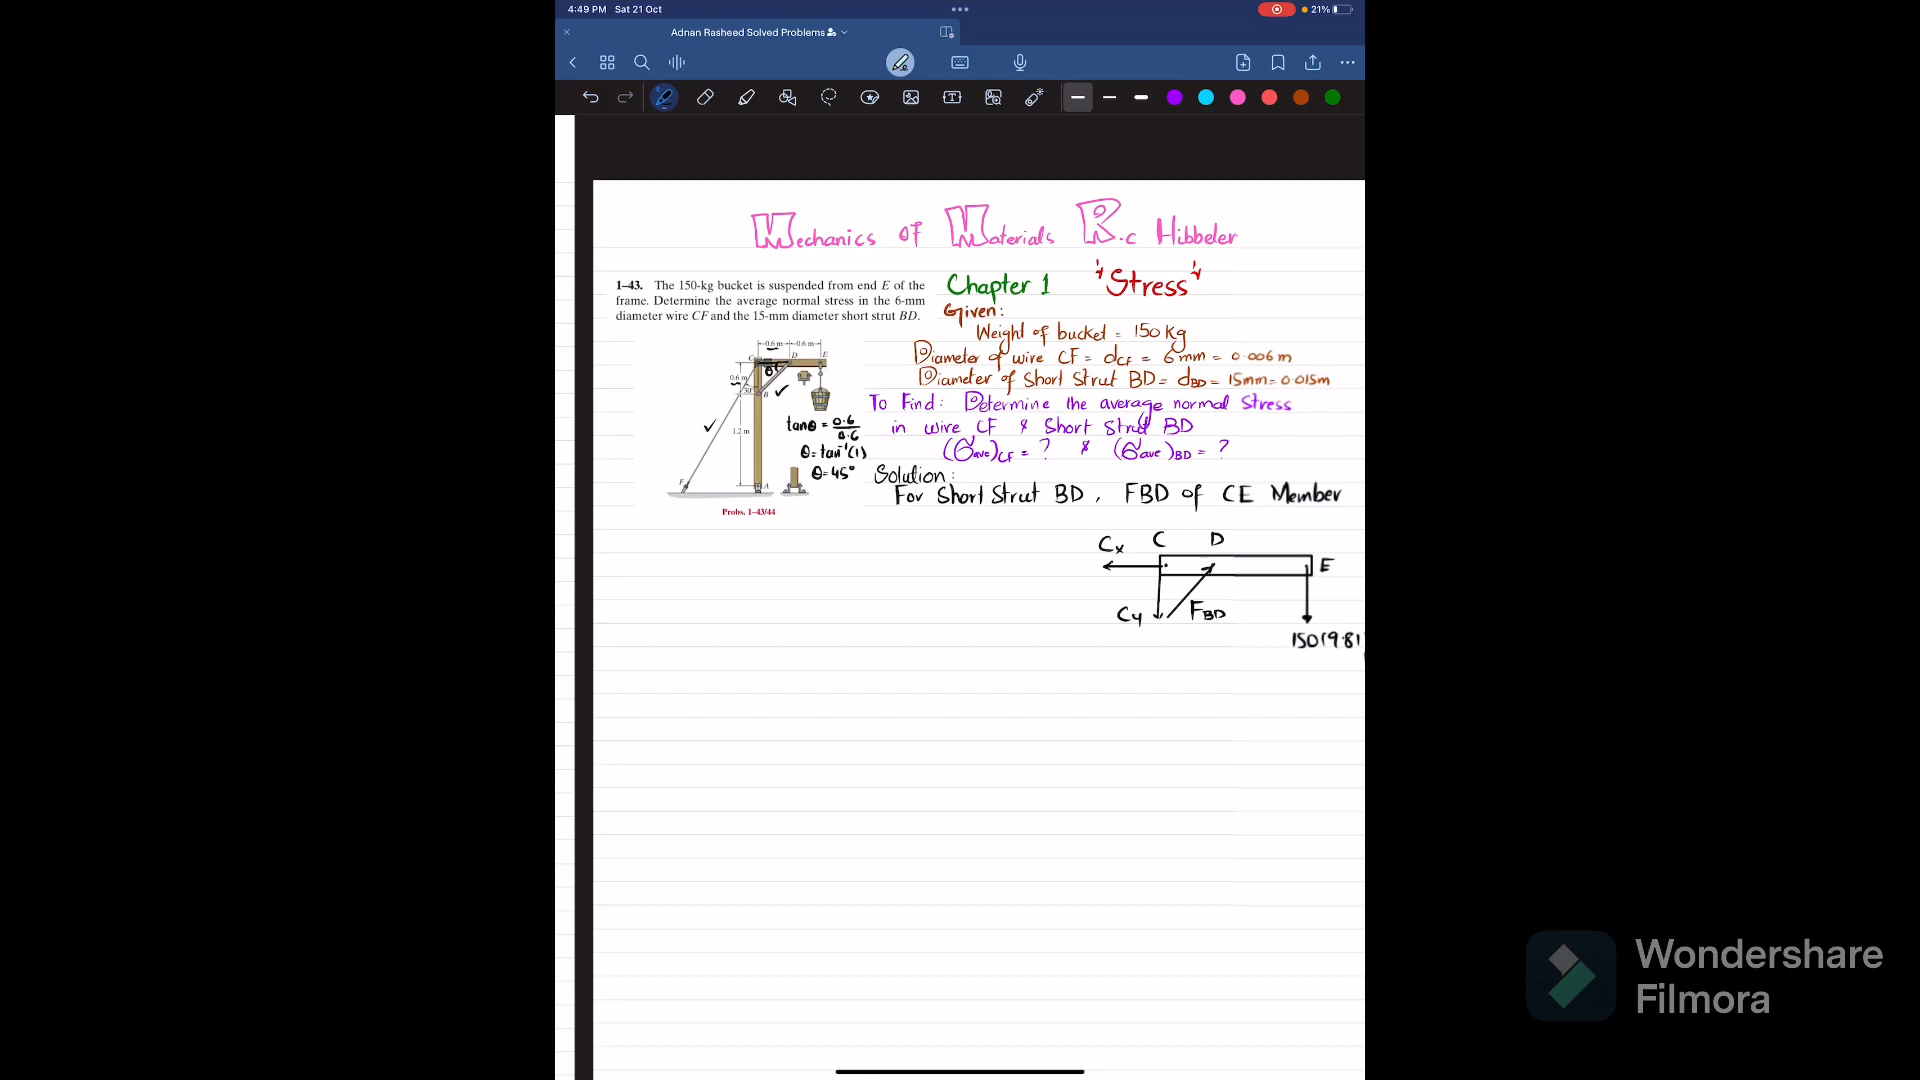 4:49 PM Sat 21 Oct
21%
Adnan Rasheed Solved Problems
Mechanics of Materials R.c Hibbeler
Chapter 1 "Stress"
1–43. The 150-kg bucket is suspended from end E of the
frame. Determine the average normal stress in the 6-mm
diameter wire CF and the 15-mm diameter short strut BD.
Given:
Weight of bucket = 150 kg
Diameter of wire CF = dCF = 6mm = 0.006 m
Diameter of Short Strut BD = dBD = 15mm = 0.015m
To Find: Determine the average normal Stress
in wire CF & Short Strut BD
(σave)CF = ? & (σave)BD = ?
0.6 m 0.6 m
C D E
θ
0.6 m
30°
B
1.2 m
F
A
Probs. 1–43/44
tanθ = 0.6/0.6
θ = tan⁻¹(1)
θ = 45°
Solution:
For Short Strut BD, FBD of CE Member
Cx C D
E
Cy FBD
150(9.81)
Wondershare
Filmora